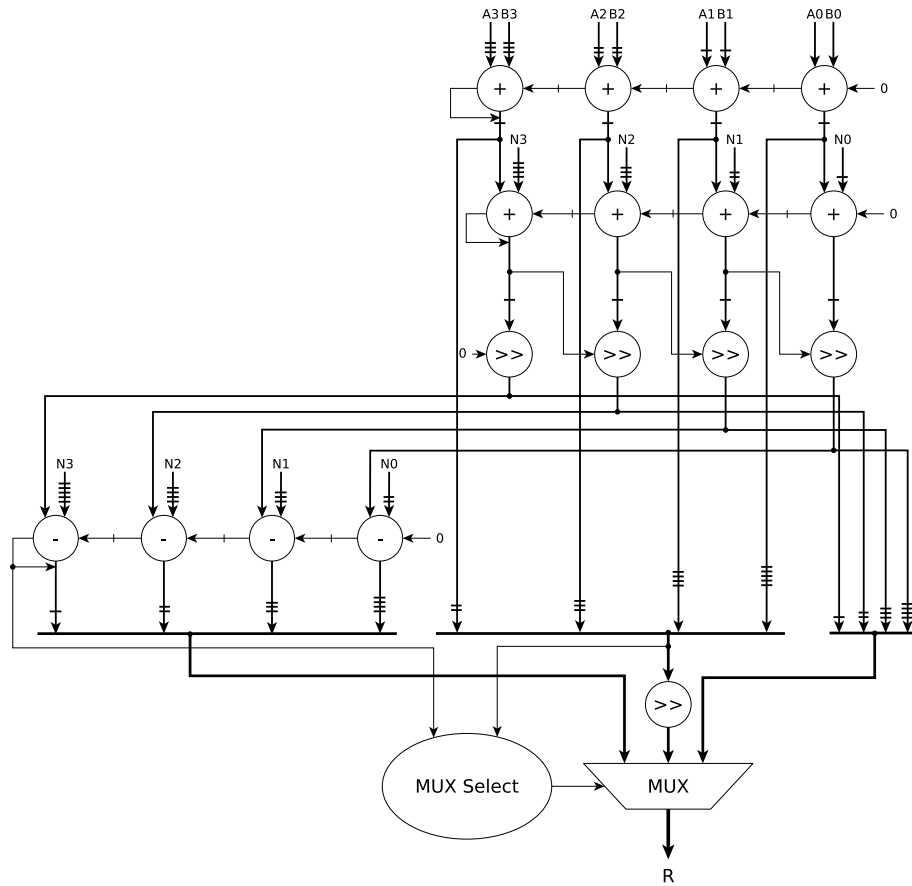 A3 B3 A2 B2 A1 B1 A0 B0
+ + + + 0
N3 N2 N1 N0
+ + + + 0
0 >> >> >> >>
N3 N2 N1 N0
- - - - 0
>>
MUX Select MUX
R